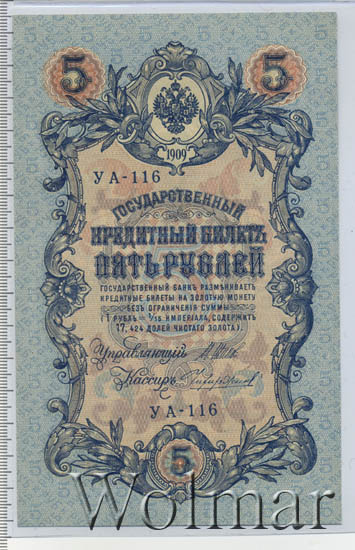 5 5
1909
УА-116
ГОСУДАРСТВЕННЫЙ
КРЕДИТНЫЙ БИЛЕТЪ
ПЯТЬ РУБЛЕЙ
ГОСУДАРСТВЕННЫЙ БАНКЪ РАЗМѢНИВАЕТЪ
КРЕДИТНЫЕ БИЛЕТЫ НА ЗОЛОТУЮ МОНЕТУ
БЕЗЪ ОГРАНИЧЕНІЯ СУММЫ
(1 РУБЛЬ = 1/15 ИМПЕРІАЛА, СОДЕРЖИТЪ
17,424 ДОЛЕЙ ЧИСТАГО ЗОЛОТА).
Управляющій
Кассиръ
УА-116
5
Wolmar